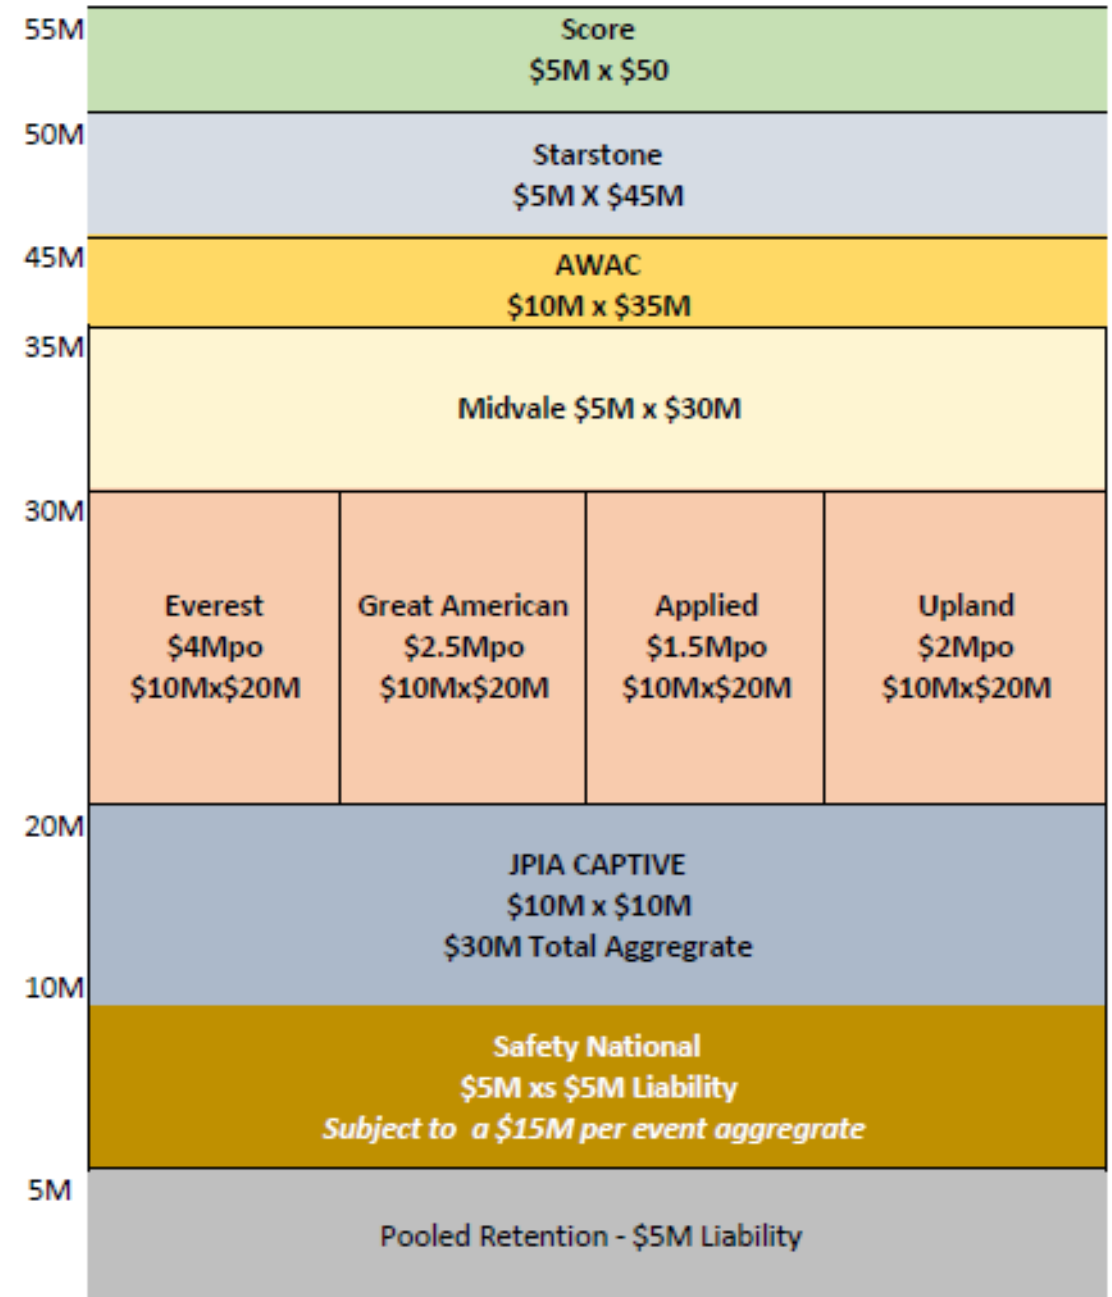 55M
Score
$5M x $50
50M
Starstone
$5M X $45M
45M
AWAC
$10M x $35M
35M
Midvale $5M x $30M
30M
Everest
$4Mpo
$10Mx$20M
Great American
$2.5Mpo
$10Mx$20M
Applied
$1.5Mpo
$10Mx$20M
Upland
$2Mpo
$10Mx$20M
20M
JPIA CAPTIVE
$10M x $10M
$30M Total Aggregrate
10M
Safety National
$5M xs $5M Liability
Subject to a $15M per event aggregrate
5M
Pooled Retention - $5M Liability